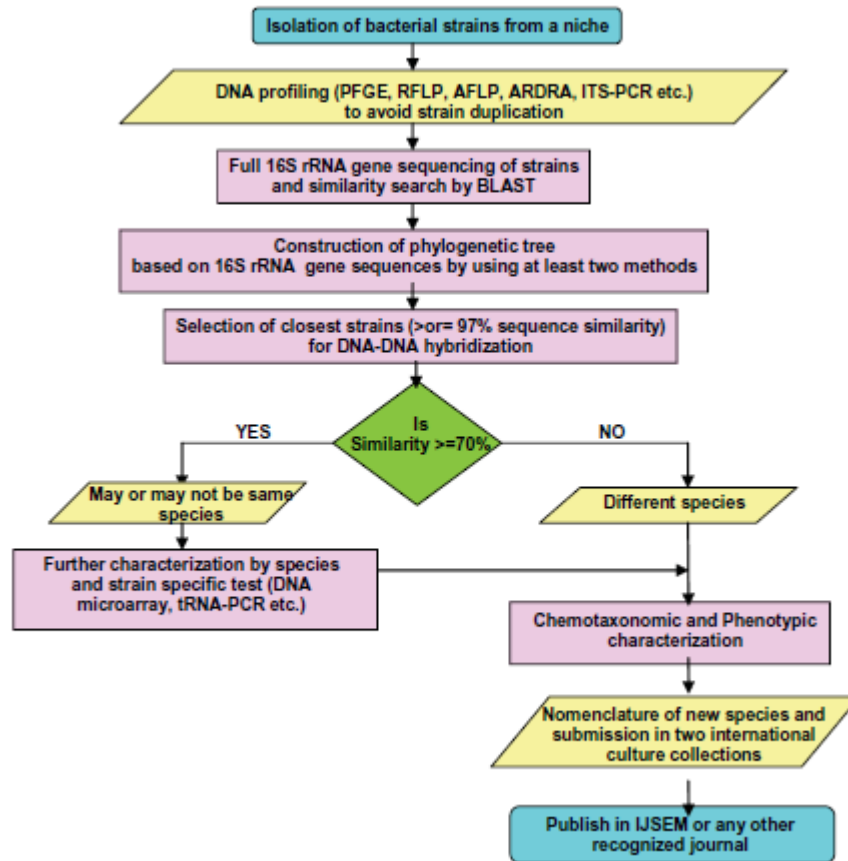 Isolation of bacterial strains from a niche
DNA profiling (PFGE, RFLP, AFLP, ARDRA, ITS-PCR etc.)
to avoid strain duplication
Full 16S rRNA gene sequencing of strains
and similarity search by BLAST
Construction of phylogenetic tree
based on 16S rRNA gene sequences by using at least two methods
Selection of closest strains (>or= 97% sequence similarity)
for DNA-DNA hybridization
Is
Similarity >=70%
YES
NO
May or may not be same
species
Different species
Further characterization by species
and strain specific test (DNA
microarray, tRNA-PCR etc.)
Chemotaxonomic and Phenotypic
characterization
Nomenclature of new species and
submission in two international
culture collections
Publish in IJSEM or any other
recognized journal